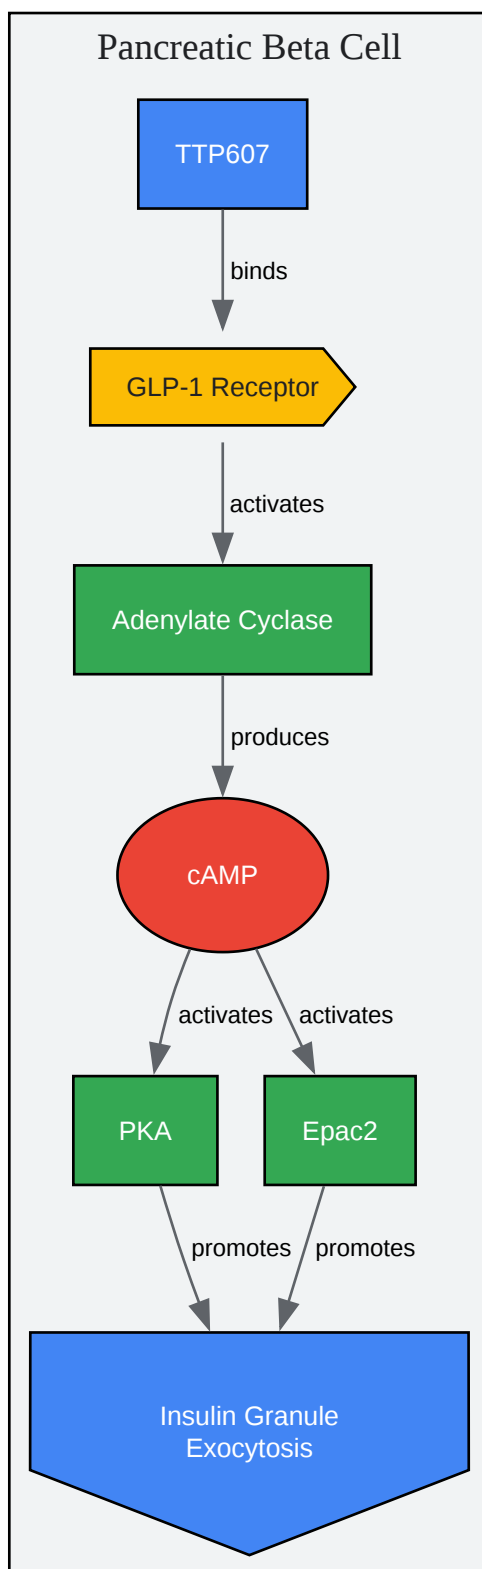 Pancreatic Beta Cell
TTP607
binds
GLP-1 Receptor
activates
Adenylate Cyclase
produces
cAMP
activates
activates
PKA
Epac2
promotes
promotes
Insulin Granule
Exocytosis